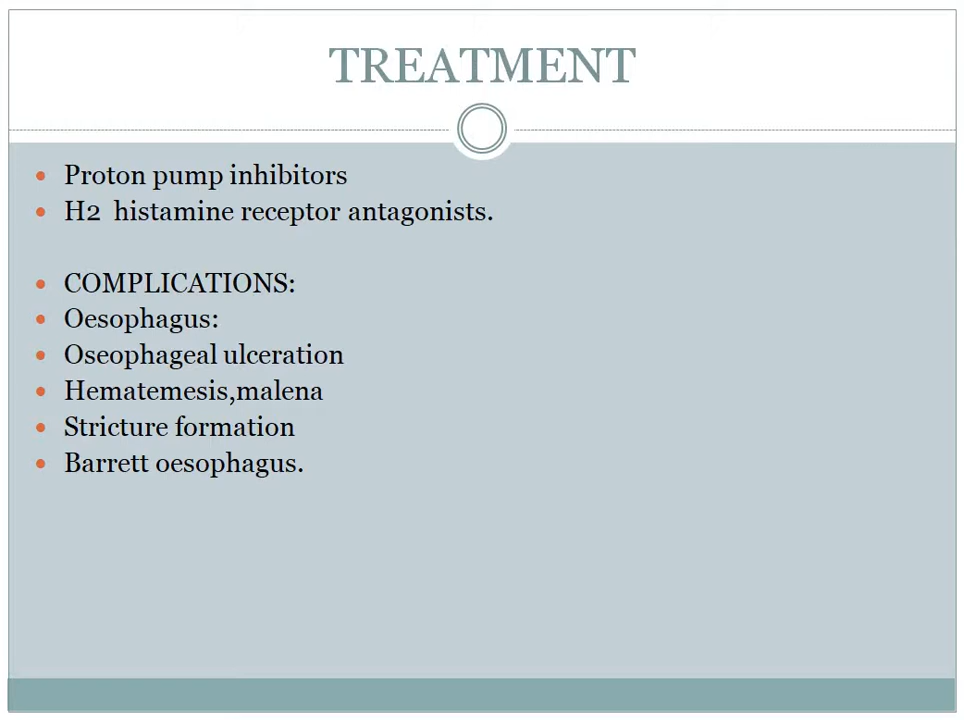 TREATMENT
Proton pump inhibitors
H2 histamine receptor antagonists.
COMPLICATIONS:
Oesophagus:
Oseophageal ulceration
Hematemesis,malena
Stricture formation
Barrett oesophagus.